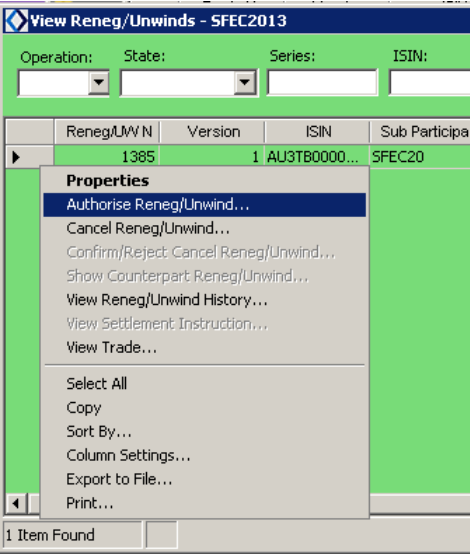 View Reneg/Unwinds - SFEC2013
Operation: State: Series: ISIN:
Reneg/UW N Version ISIN Sub Participa
1385 1 AU3TB0000... SFEC20
Properties
Authorise Reneg/Unwind...
Cancel Reneg/Unwind...
Confirm/Reject Cancel Reneg/Unwind...
Show Counterpart Reneg/Unwind...
View Reneg/Unwind History...
View Settlement Instruction...
View Trade...
Select All
Copy
Sort By...
Column Settings...
Export to File...
Print...
1 Item Found